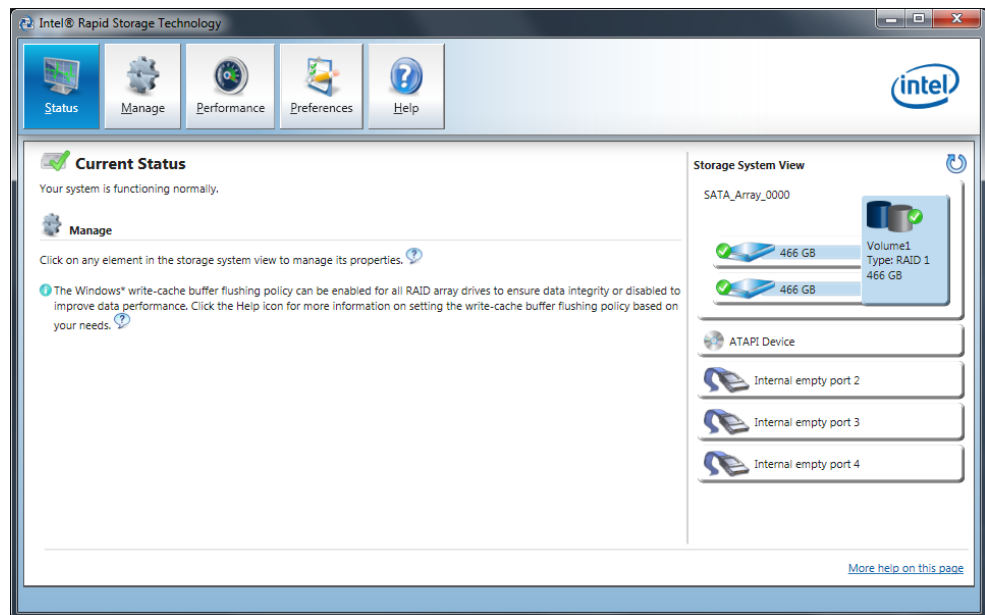 Intel® Rapid Storage Technology
Status
Manage
Performance
Preferences
Help
intel
Current Status
Your system is functioning normally.
Manage
Click on any element in the storage system view to manage its properties.
The Windows* write-cache buffer flushing policy can be enabled for all RAID array drives to ensure data integrity or disabled to
improve data performance. Click the Help icon for more information on setting the write-cache buffer flushing policy based on
your needs.
Storage System View
SATA_Array_0000
466 GB
466 GB
Volume1
Type: RAID 1
466 GB
ATAPI Device
Internal empty port 2
Internal empty port 3
Internal empty port 4
More help on this page